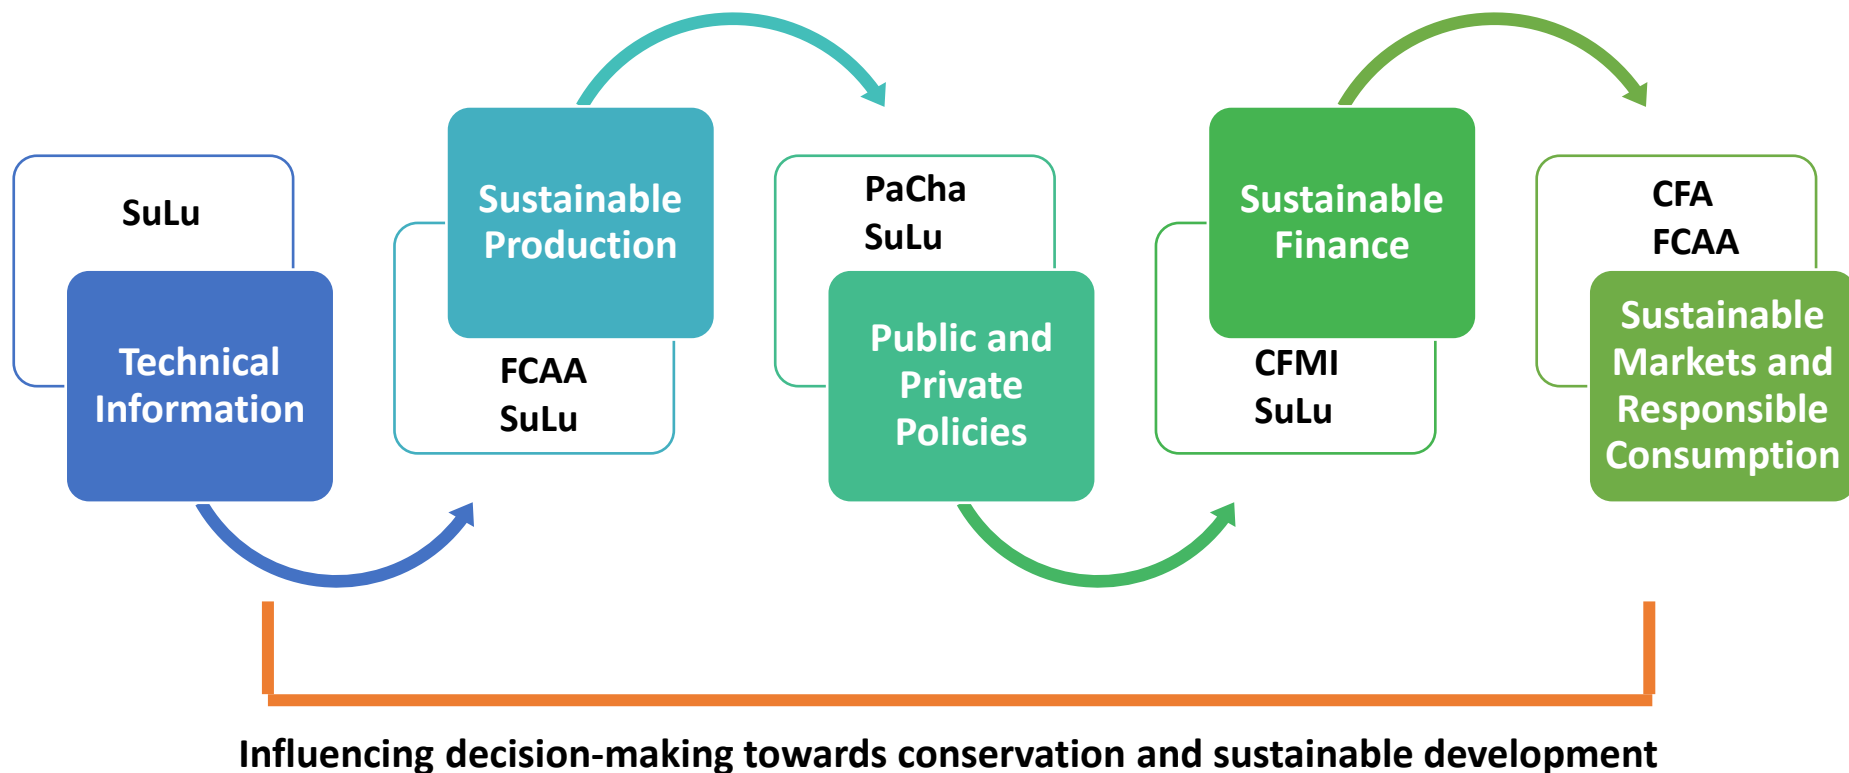 SuLu
Technical
Information
Sustainable
Production
FCAA
SuLu
PaCha
SuLu
Public and
Private
Policies
Sustainable
Finance
CFMI
SuLu
CFA
FCAA
Sustainable
Markets and
Responsible
Consumption
Influencing decision-making towards conservation and sustainable development